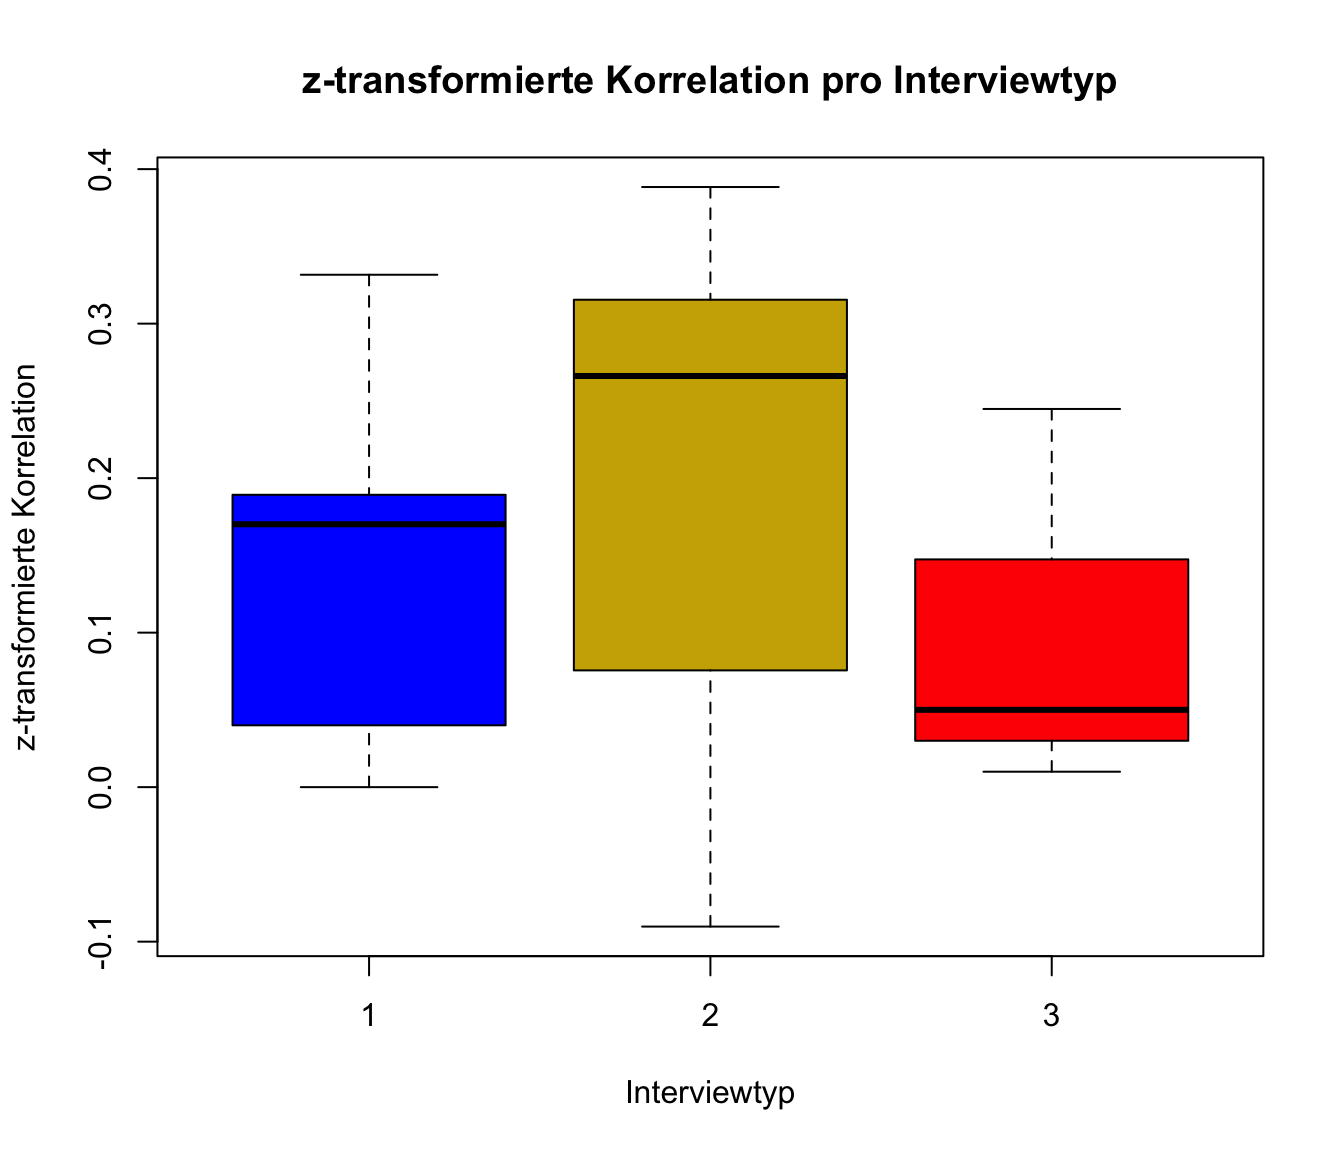 z-transformierte Korrelation pro Interviewtyp
z-transformierte Korrelation
0.4
0.3
0.2
0.1
0.0
-0.1
1 2 3
Interviewtyp